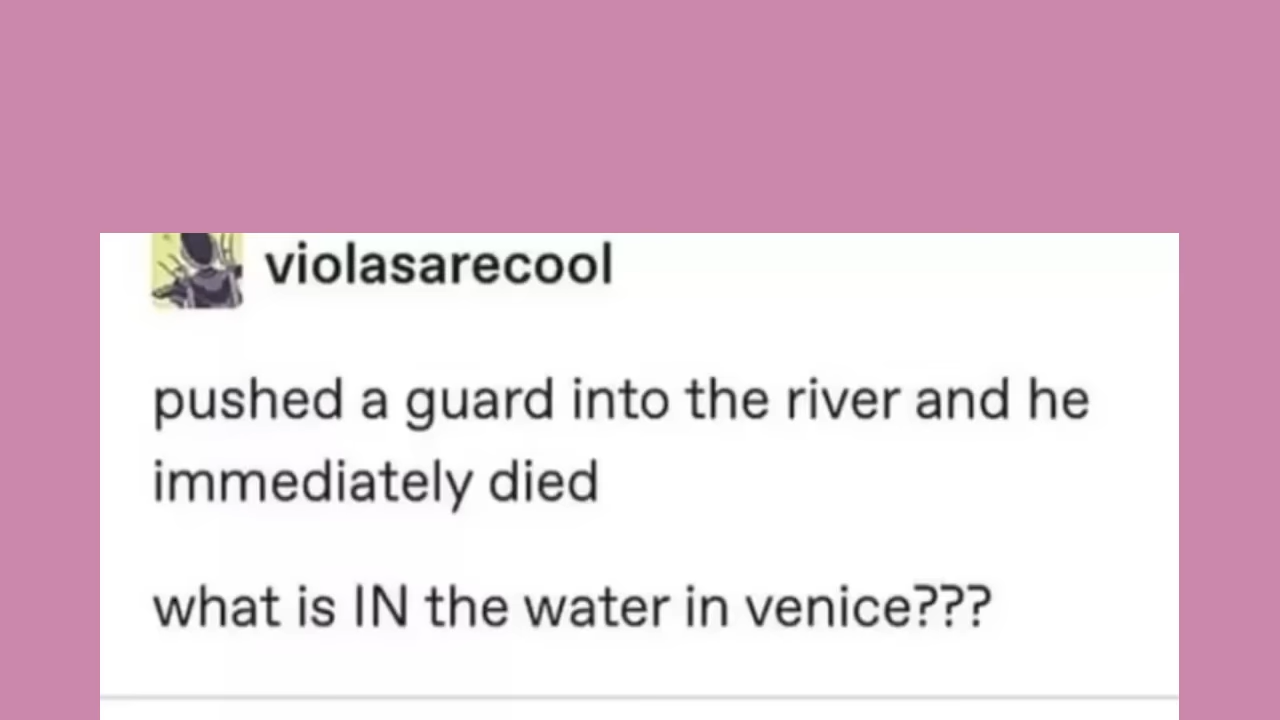 violasarecool
pushed a guard into the river and he
immediately died
what is IN the water in venice???